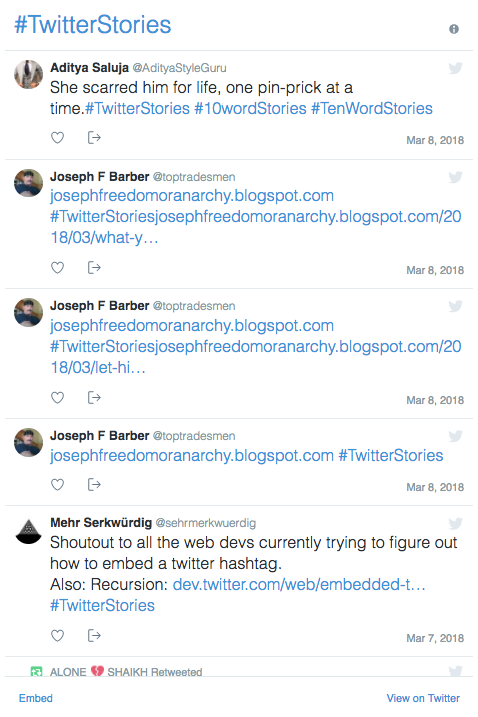 #TwitterStories
Aditya Saluja @AdityaStyleGuru
She scarred him for life, one pin-prick at a
time.#TwitterStories #10wordStories #TenWordStories
Mar 8, 2018
Joseph F Barber @toptradesmen
josephfreedomoranarchy.blogspot.com
#TwitterStoriesjosephfreedomoranarchy.blogspot.com/20
18/03/what-y…
Mar 8, 2018
Joseph F Barber @toptradesmen
josephfreedomoranarchy.blogspot.com
#TwitterStoriesjosephfreedomoranarchy.blogspot.com/20
18/03/let-hi…
Mar 8, 2018
Joseph F Barber @toptradesmen
josephfreedomoranarchy.blogspot.com #TwitterStories
Mar 8, 2018
Mehr Serkwürdig @sehrmerkwuerdig
Shoutout to all the web devs currently trying to figure out
how to embed a twitter hashtag.
Also: Recursion: dev.twitter.com/web/embedded-t…
#TwitterStories
Mar 7, 2018
ALONE 💔 SHAIKH Retweeted
Embed
View on Twitter